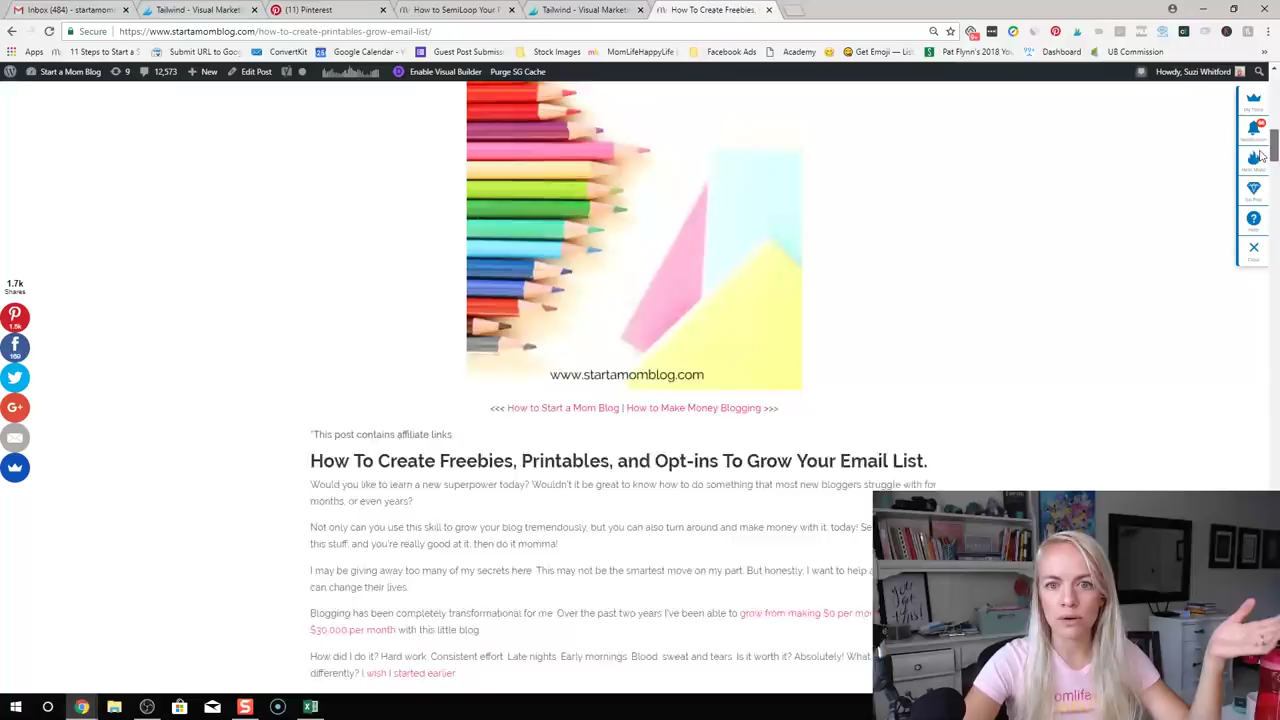 Inbox (484) - startamom
Tailwind - Visual Market
(11) Pinterest
How to SemiLoop Your P
Tailwind - Visual Marke
How To Create Freebies,
Secure
https://www.startamomblog.com/how-to-create-printables-grow-email-list/
Apps
11 Steps to Start a
Submit URL to Goog
ConvertKit
Google Calendar -
Guest Post Submiss
Stock Images
MomLifeHappyLife
Facebook Ads
Academy
Get Emoji — List
Pat Flynn's 2018 Yo
Dashboard
UB Commission
Start a Mom Blog
9
12,573
New
Edit Post
Enable Visual Builder
Purge SG Cache
Howdy, Suzi Whitford
www.startamomblog.com
<<< How to Start a Mom Blog | How to Make Money Blogging >>>
*This post contains affiliate links
How To Create Freebies, Printables, and Opt-ins To Grow Your Email List.
Would you like to learn a new superpower today? Wouldn't it be great to know how to do something that most new bloggers struggle with for
months, or even years?
Not only can you use this skill to grow your blog tremendously, but you can also turn around and make money with it, today! Se
this stuff, and you're really good at it, then do it momma!
I may be giving away too many of my secrets here. This may not be the smartest move on my part. But honestly, I want to help
can change their lives.
Blogging has been completely transformational for me. Over the past two years I've been able to grow from making $0 per mo
$30,000 per month with this little blog.
How did I do it? Hard work. Consistent effort. Late nights. Early mornings. Blood, sweat and tears. Is it worth it? Absolutely! What
differently? I wish I started earlier.
1.7k
Shares
1.5k
169
Help
Close
momlife